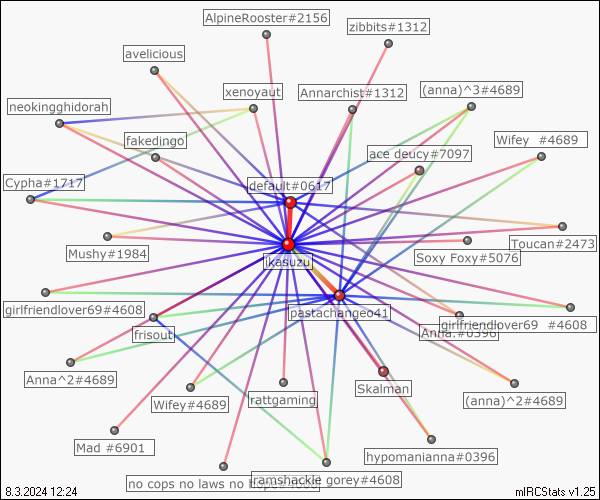 AlpineRooster#2156
zibbits#1312
avelicious
xenoyaut
Annarchist#1312
(anna)^3#4689
neokingghidorah
fakedingo
ace deucy#7097
Wifey #4689
Cypha#1717
default#0617
Mushy#1984
jkasuzu
Soxy Foxy#5076
Toucan#2473
girlfriendlover69#4608
pastachangeo41
Anna.#0396
girlfriendlover69 #4608
frisout
Anna^2#4689
Skalman
Wifey#4689
rattgaming
(anna)^2#4689
Mad #6901
hypomanianna#0396
no cops no laws no
ranshackle gorey#4608
8.3.2024 12:24
mIRCStats v1.25